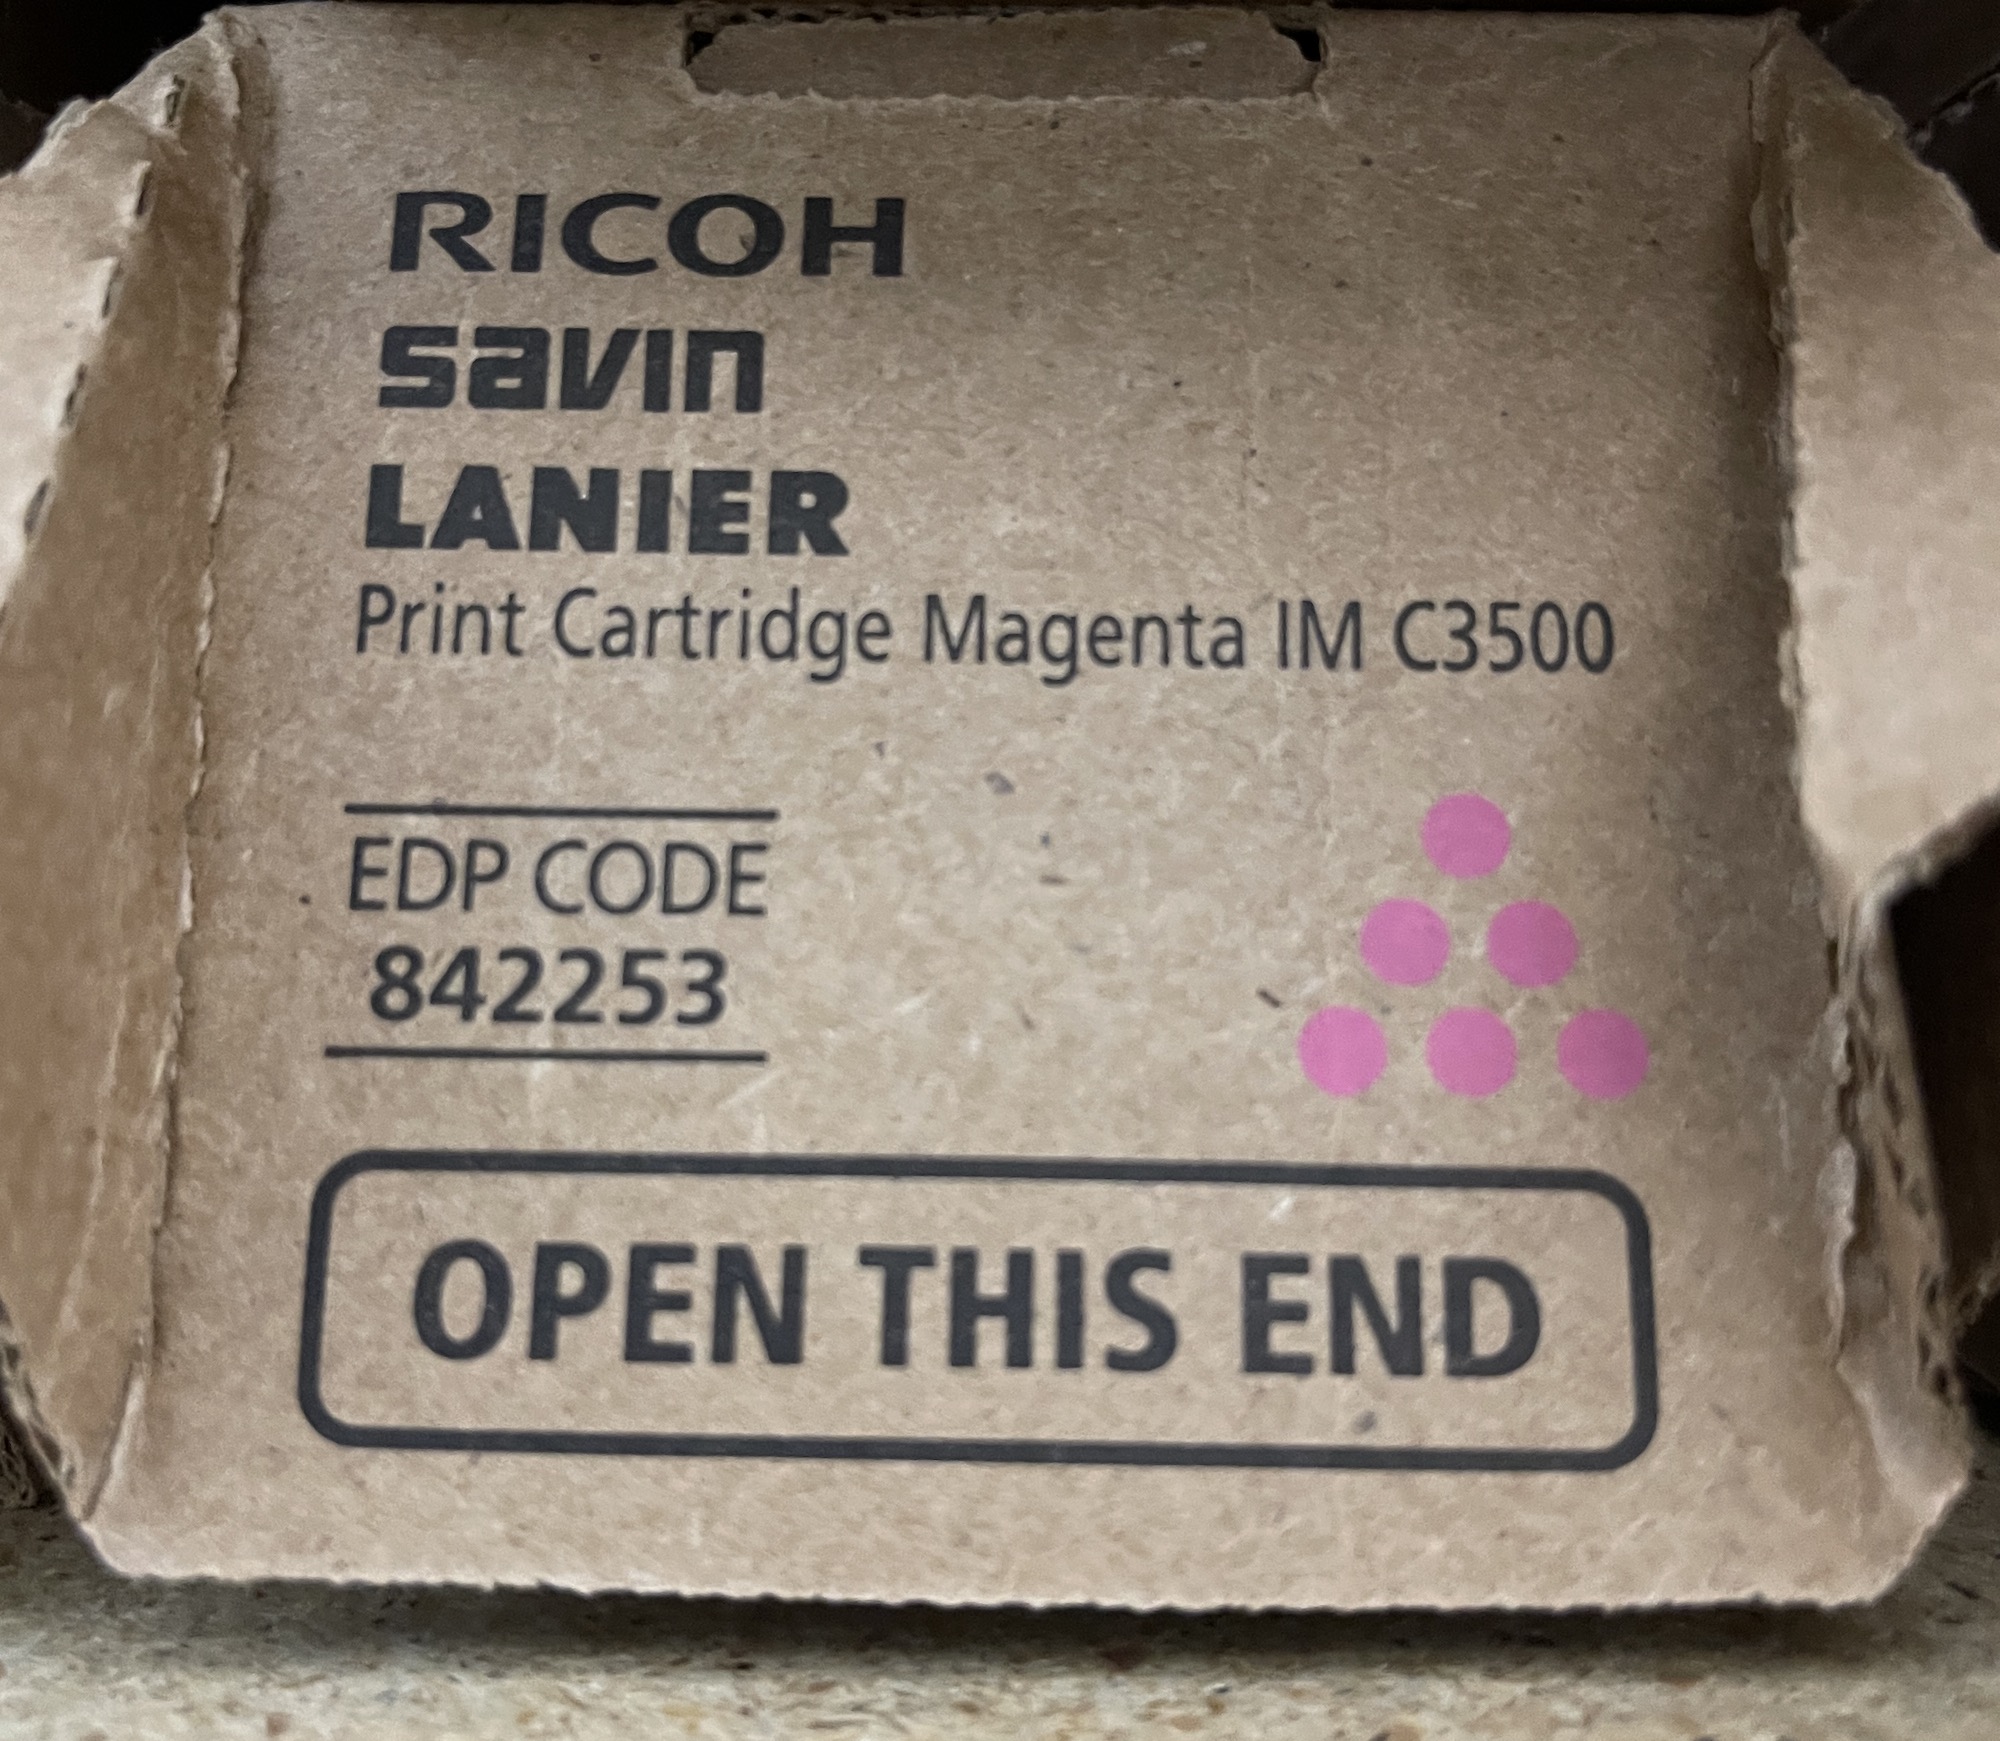 RICOH
savin
LANIER
Print Cartridge Magenta IM C3500
EDP CODE
842253
OPEN THIS END